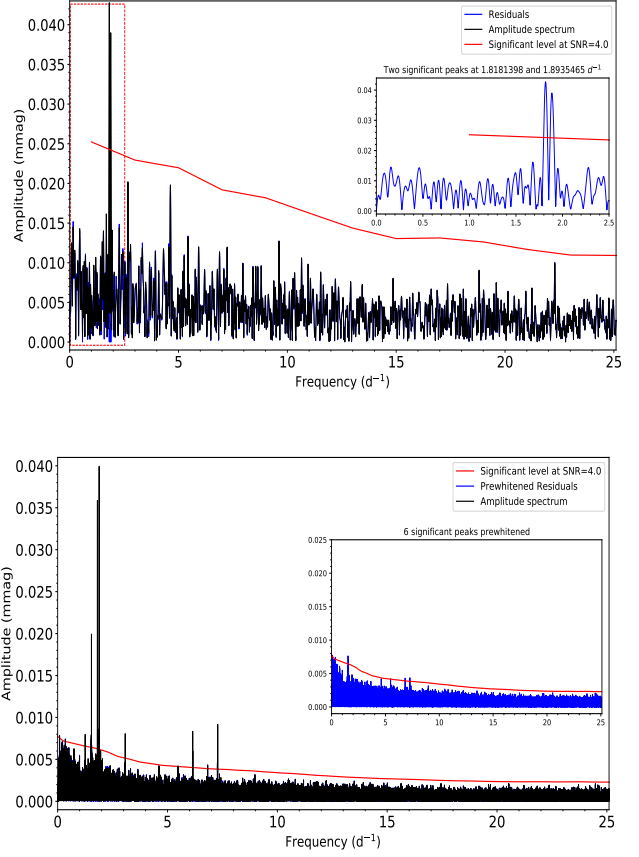 Residuals
Amplitude spectrum
Significant level at SNR=4.0
Two significant peaks at 1.8181398 and 1.8935465 d⁻¹
0.04
0.03
0.02
0.01
0.00
0.0 0.5 1.0 1.5 2.0 2.5
Amplitude (mmag)
0.040
0.035
0.030
0.025
0.020
0.015
0.010
0.005
0.000
0 5 10 15 20 25
Frequency (d⁻¹)
Significant level at SNR=4.0
Prewhitened Residuals
Amplitude spectrum
6 significant peaks prewhitened
0.025
0.020
0.015
0.010
0.005
0.000
0 5 10 15 20 25
Amplitude (mmag)
0.040
0.035
0.030
0.025
0.020
0.015
0.010
0.005
0.000
0 5 10 15 20 25
Frequency (d⁻¹)